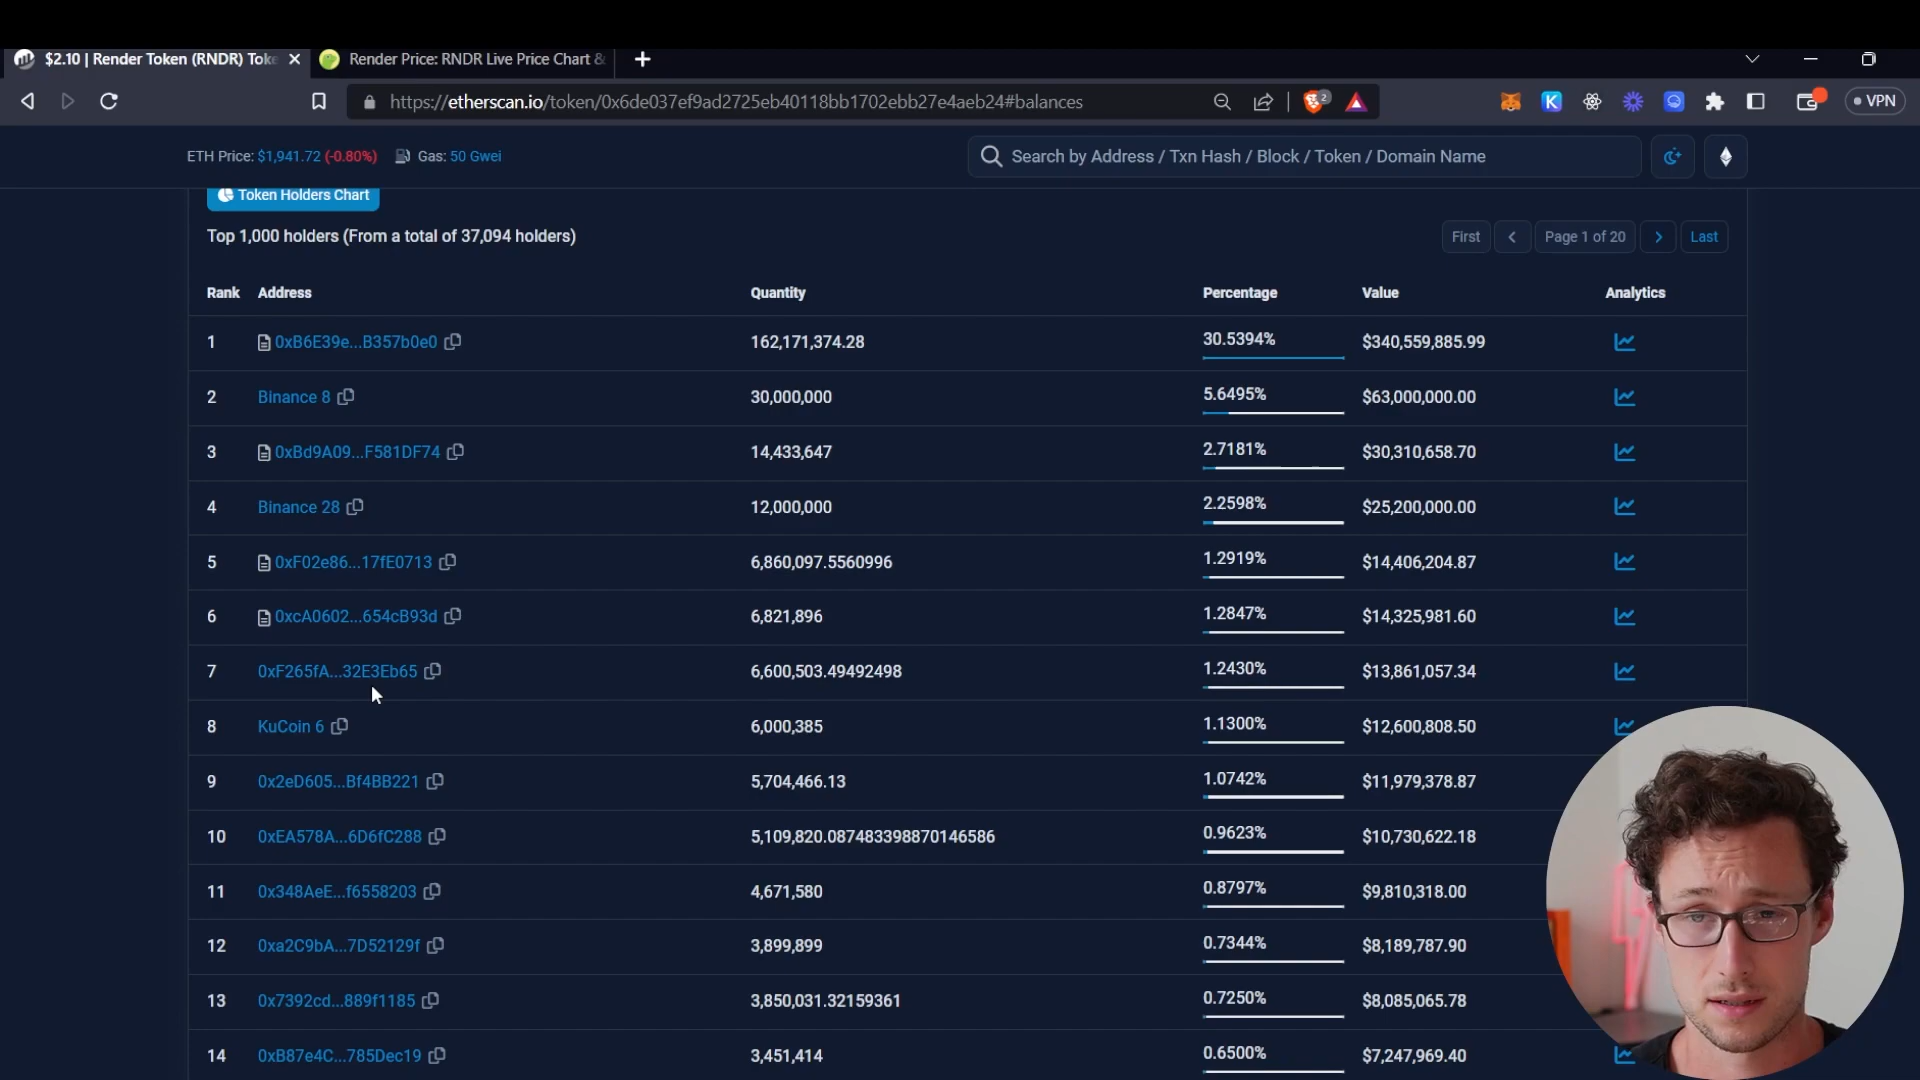 $2.10 | Render Token (RNDR) Toke
Render Price: RNDR Live Price Chart &
https://etherscan.io/token/0x6de037ef9ad2725eb40118bb1702ebb27e4aeb24#balances
2
K
VPN
ETH Price: $1,941.72 (-0.80%) Gas: 50 Gwei
Search by Address / Txn Hash / Block / Token / Domain Name
Token Holders Chart
Top 1,000 holders (From a total of 37,094 holders)
First
Page 1 of 20
Last
Rank Address Quantity Percentage Value Analytics
1 0xB6E39e...B357b0e0 162,171,374.28 30.5394% $340,559,885.99
2 Binance 8 30,000,000 5.6495% $63,000,000.00
3 0xBd9A09...F581DF74 14,433,647 2.7181% $30,310,658.70
4 Binance 28 12,000,000 2.2598% $25,200,000.00
5 0xF02e86...17fE0713 6,860,097.5560996 1.2919% $14,406,204.87
6 0xcA0602...654cB93d 6,821,896 1.2847% $14,325,981.60
7 0xF265fA...32E3Eb65 6,600,503.49492498 1.2430% $13,861,057.34
8 KuCoin 6 6,000,385 1.1300% $12,600,808.50
9 0x2eD605...Bf4BB221 5,704,466.13 1.0742% $11,979,378.87
10 0xEA578A...6D6fC288 5,109,820.087483398870146586 0.9623% $10,730,622.18
11 0x348AeE...f6558203 4,671,580 0.8797% $9,810,318.00
12 0xa2C9bA...7D52129f 3,899,899 0.7344% $8,189,787.90
13 0x7392cd...889f1185 3,850,031.32159361 0.7250% $8,085,065.78
14 0xB87e4C...785Dec19 3,451,414 0.6500% $7,247,969.40